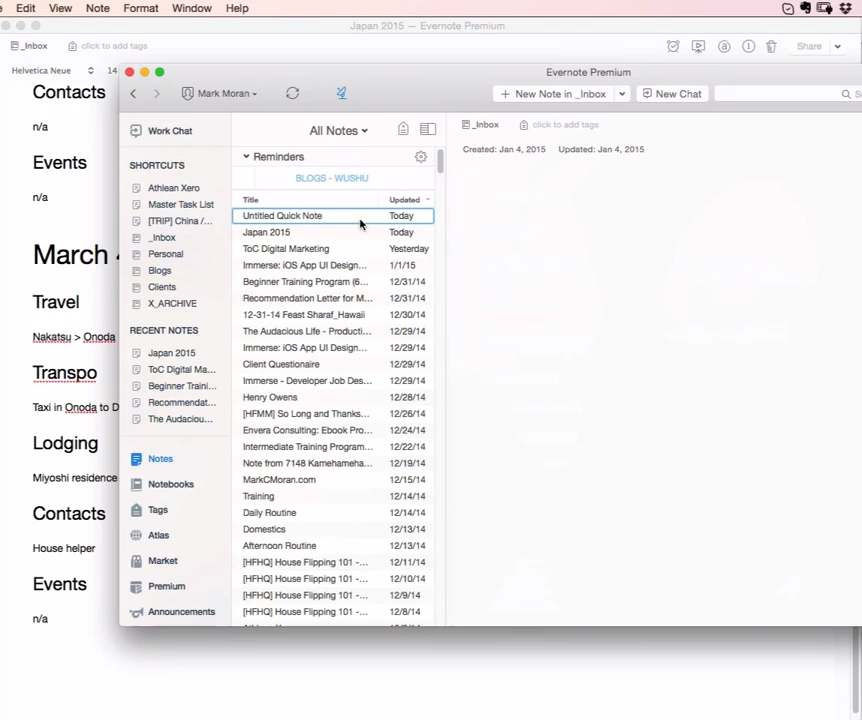 Edit View Note Format Window Help
Japan 2015 — Evernote Premium
_Inbox click to add tags
Share
Helvetica Neue 14
Contacts
n/a
Events
n/a
March 4
Travel
Nakatsu > Onoda
Transpo
Taxi in Onoda to D
Lodging
Miyoshi residence
Contacts
House helper
Events
n/a
Evernote Premium
Mark Moran
+ New Note in _Inbox
New Chat
Work Chat
SHORTCUTS
Athlean Xero
Master Task List
[TRIP] China /...
_Inbox
Personal
Blogs
Clients
X_ARCHIVE
RECENT NOTES
Japan 2015
ToC Digital Ma...
Beginner Traini...
Recommendat...
The Audaciou...
Notes
Notebooks
Tags
Atlas
Market
Premium
Announcements
All Notes
Reminders
BLOGS - WUSHU
Title Updated
Untitled Quick Note Today
Japan 2015 Today
ToC Digital Marketing Yesterday
Immerse: iOS App UI Design... 1/1/15
Beginner Training Program (6... 12/31/14
Recommendation Letter for M... 12/31/14
12-31-14 Feast Sharaf_Hawaii 12/30/14
The Audacious Life - Producti... 12/29/14
Immerse: iOS App UI Design... 12/29/14
Client Questionaire 12/29/14
Immerse - Developer Job Des... 12/29/14
Henry Owens 12/28/14
[HFMM] So Long and Thanks... 12/26/14
Envera Consulting: Ebook Pro... 12/24/14
Intermediate Training Program... 12/22/14
Note from 7148 Kamehameha... 12/19/14
MarkCMoran.com 12/15/14
Training 12/14/14
Daily Routine 12/14/14
Domestics 12/13/14
Afternoon Routine 12/13/14
[HFHQ] House Flipping 101 -... 12/11/14
[HFHQ] House Flipping 101 -... 12/10/14
[HFHQ] House Flipping 101 -... 12/9/14
[HFHQ] House Flipping 101 -... 12/8/14
_Inbox click to add tags
Created: Jan 4, 2015 Updated: Jan 4, 2015